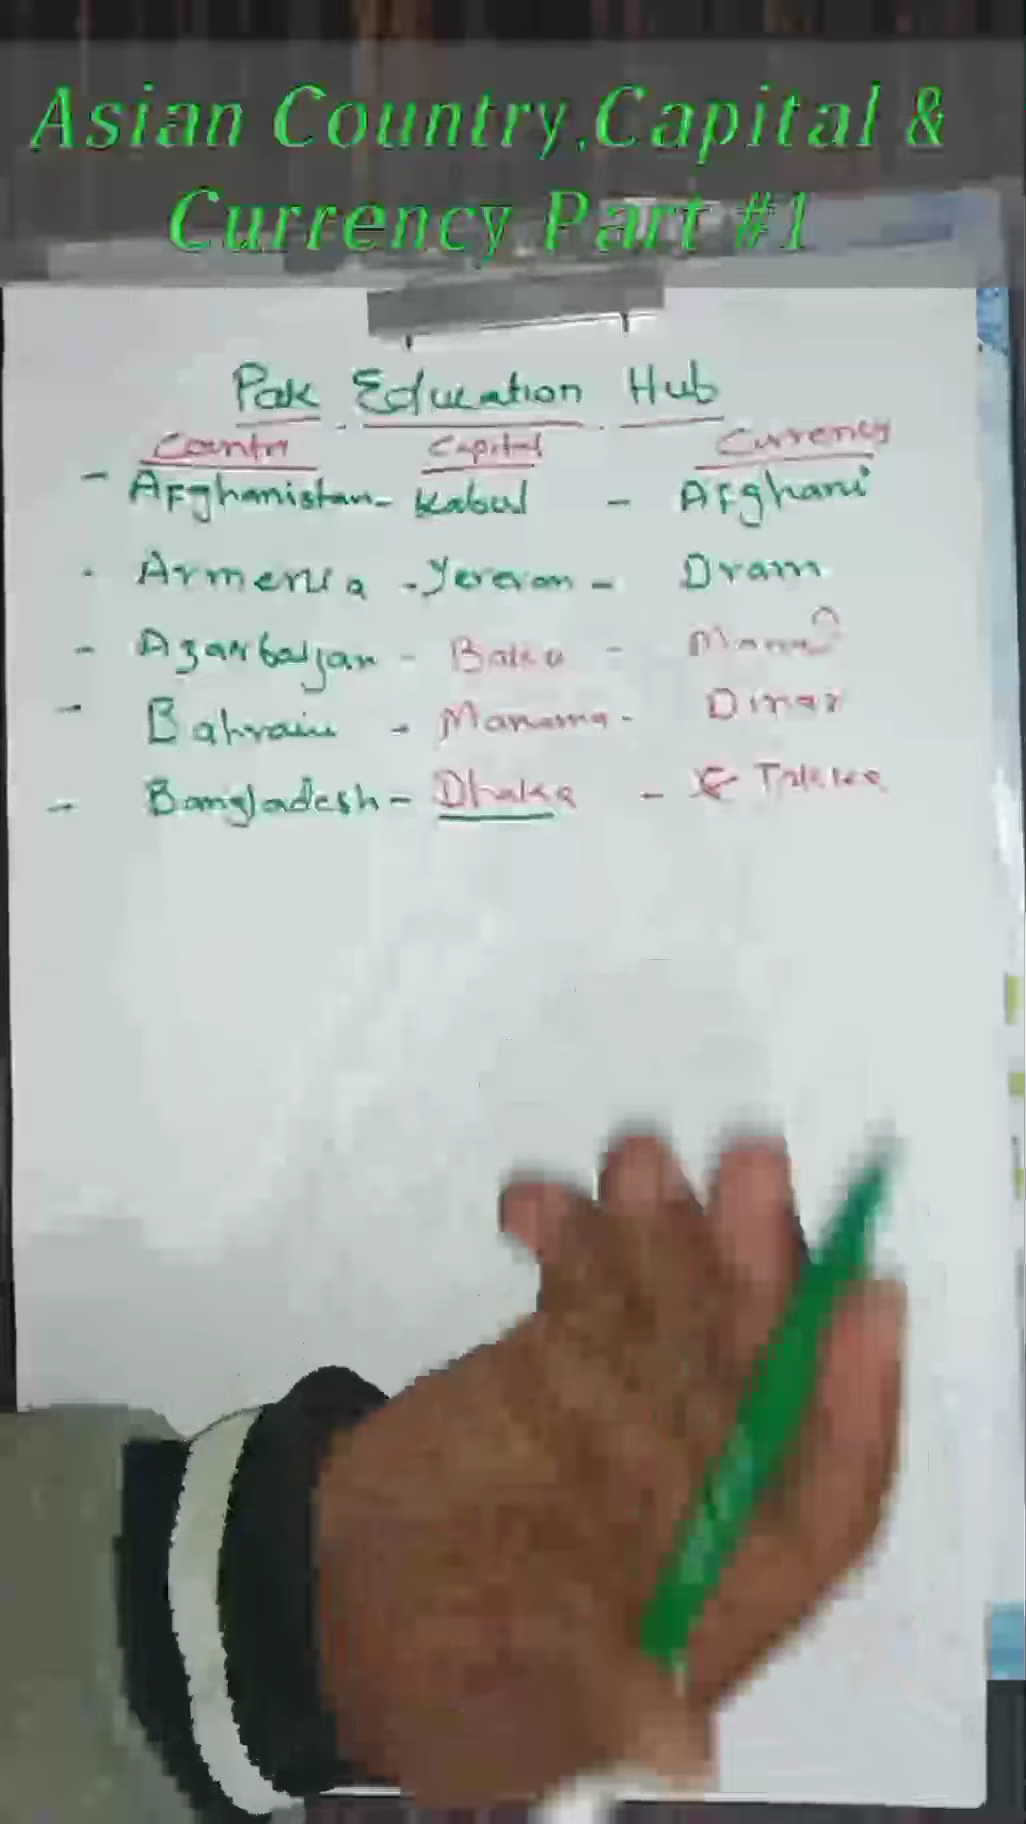 Asian Country,Capital &
Currency Part #1
Pak Education Hub
Country Capital Currency
- Afghanistan - Kabul - Afghani
- Armenia - Yerevan - Dram
- Azarbaijan - Baku -
- Bahrain - Manama - Dinar
- Bangladesh - Dhaka -